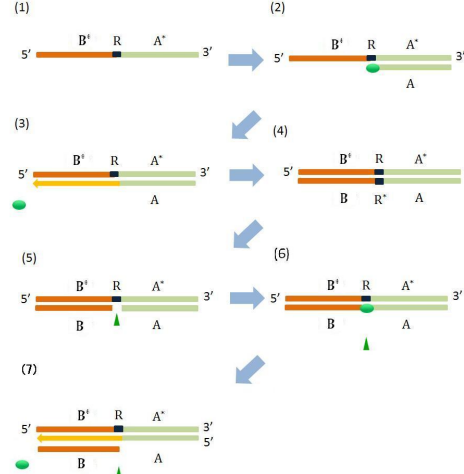 (1)
B* R A*
5′ 3′
(2)
B* R A*
5′ 3′
A
(3)
B* R A*
5′ 3′
A
(4)
B* R A*
5′ 3′
B R* A
(5)
B* R A*
5′ 3′
B A
(6)
B* R A*
5′ 3′
B A
(7)
B* R A*
5′ 3′
5′
B A